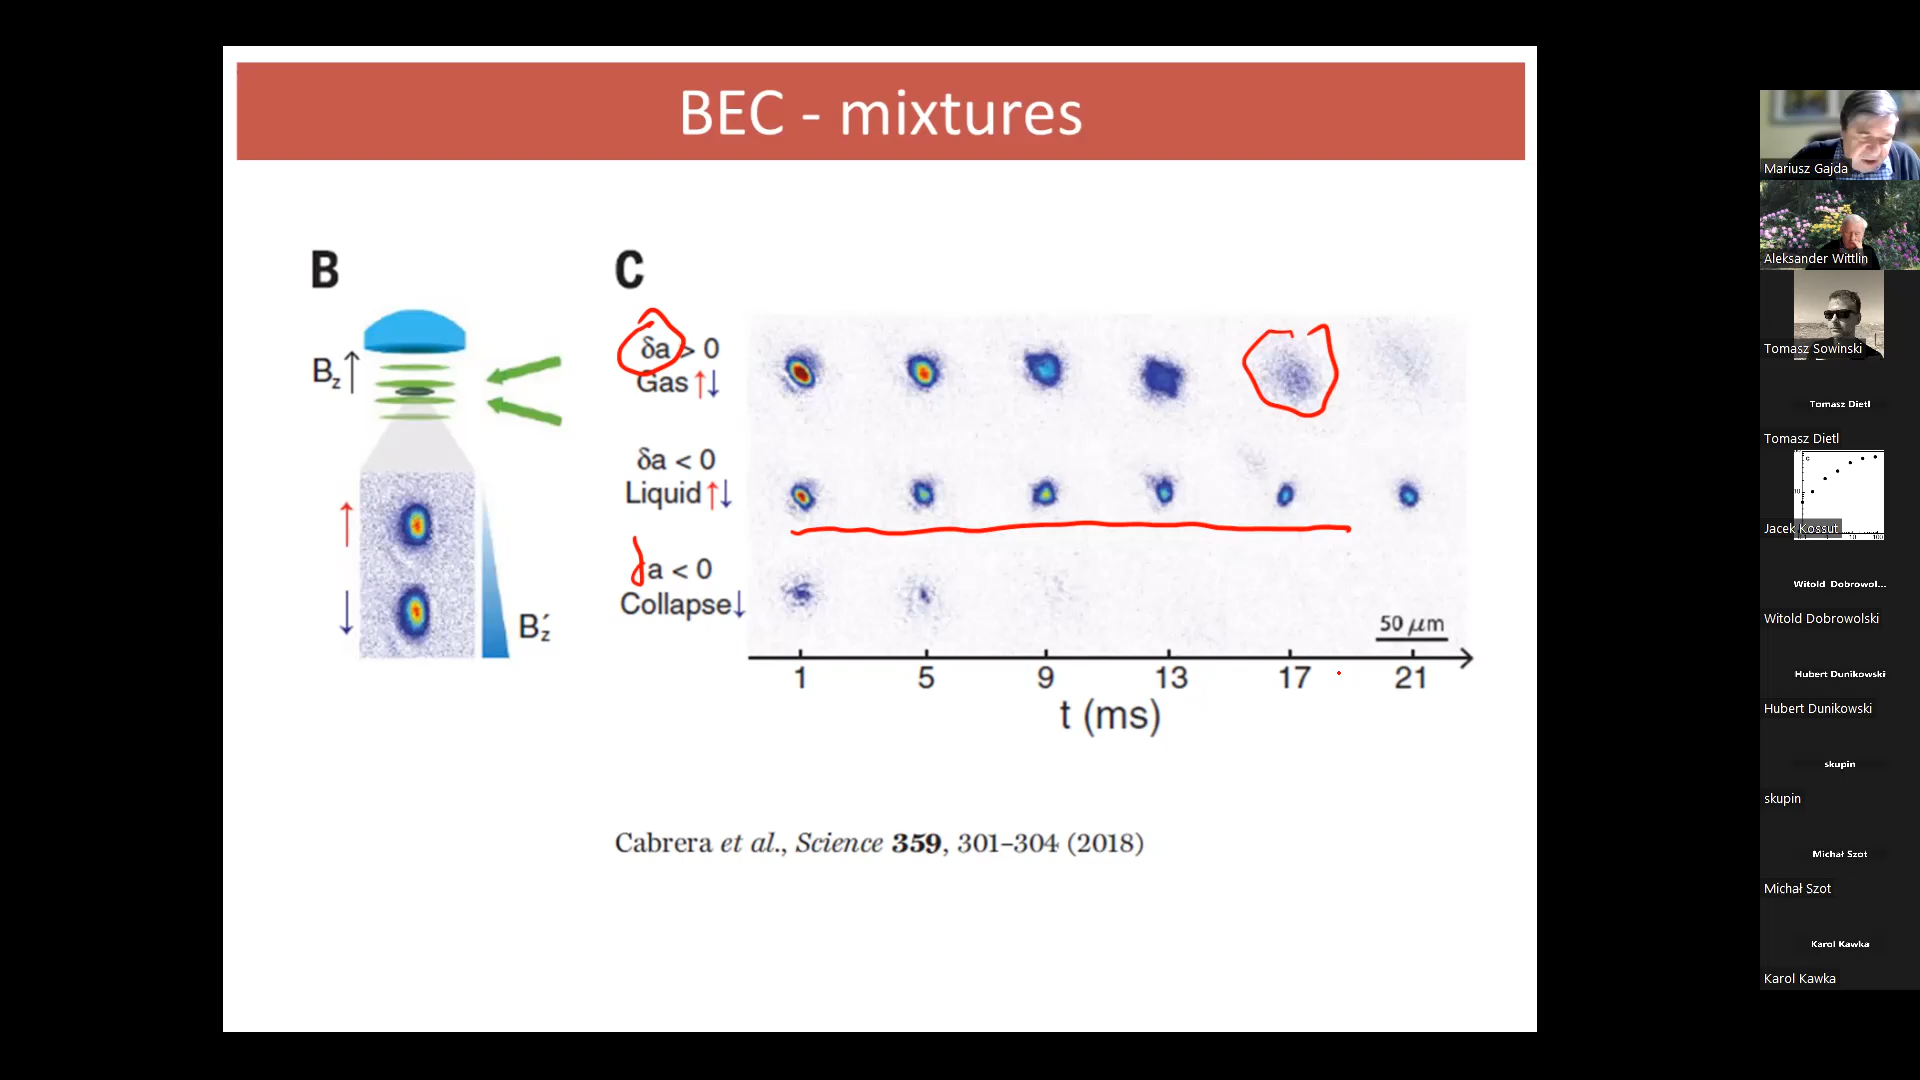 BEC - mixtures
B
C
Bz↑
δa > 0
Gas ↑↓
δa < 0
Liquid ↑↓
δa < 0
Collapse↓
B′z
50 μm
1 5 9 13 17 21
t (ms)
Cabrera et al., Science 359, 301–304 (2018)
Mariusz Gajda
Aleksander Wittlin
Tomasz Sowinski
Tomasz Dietl
Tomasz Dietl
Jacek Kossut
Witold Dobrowol...
Witold Dobrowolski
Hubert Dunikowski
Hubert Dunikowski
skupin
skupin
Michał Szot
Michał Szot
Karol Kawka
Karol Kawka